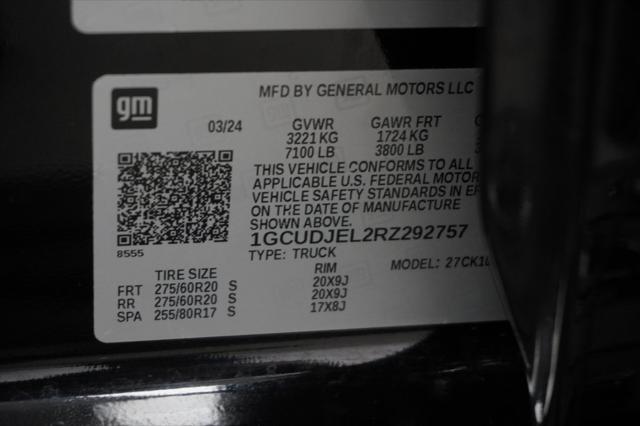 MFD BY GENERAL MOTORS LLC
gm
03/24
GVWR GAWR FRT
3221 KG 1724 KG
7100 LB 3800 LB
THIS VEHICLE CONFORMS TO ALL
APPLICABLE U.S. FEDERAL MOTOR
VEHICLE SAFETY STANDARDS IN
ON THE DATE OF MANUFACTURE
SHOWN ABOVE.
1GCUDJEL2RZ292757
8555
TYPE: TRUCK MODEL:
TIRE SIZE RIM
FRT 275/60R20 S 20X9J
RR 275/60R20 S 20X9J
SPA 255/80R17 S 17X8J